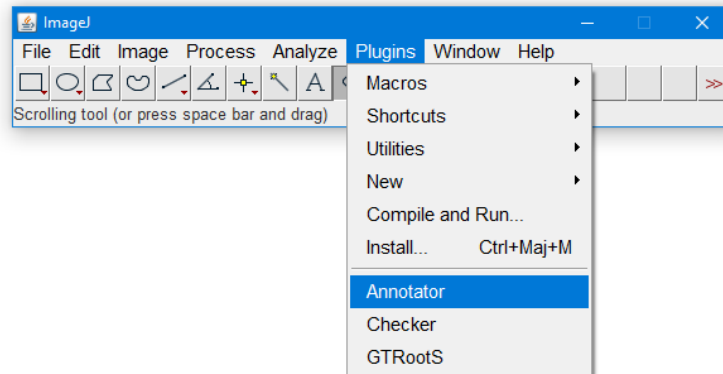 ImageJ
File Edit Image Process Analyze Plugins Window Help
A >>
Scrolling tool (or press space bar and drag)
Macros
Shortcuts
Utilities
New
Compile and Run...
Install... Ctrl+Maj+M
Annotator
Checker
GTRootS